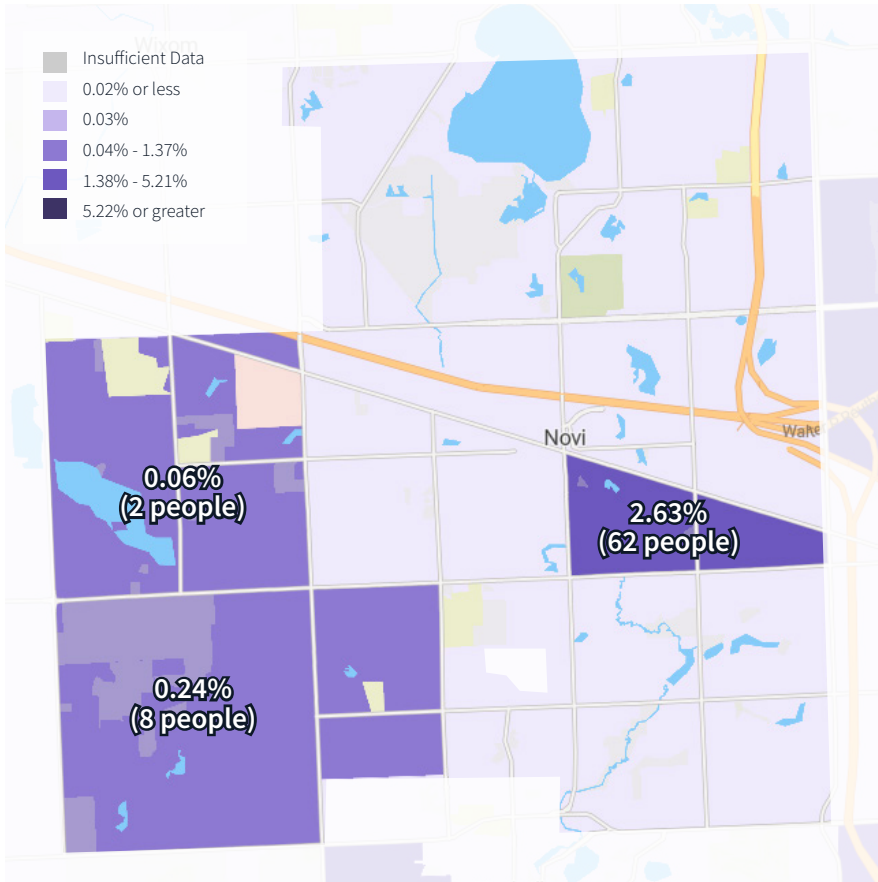 Wixom
Insufficient Data
0.02% or less
0.03%
0.04% - 1.37%
1.38% - 5.21%
5.22% or greater
Novi
0.06%
(2 people)
2.63%
(62 people)
0.24%
(8 people)